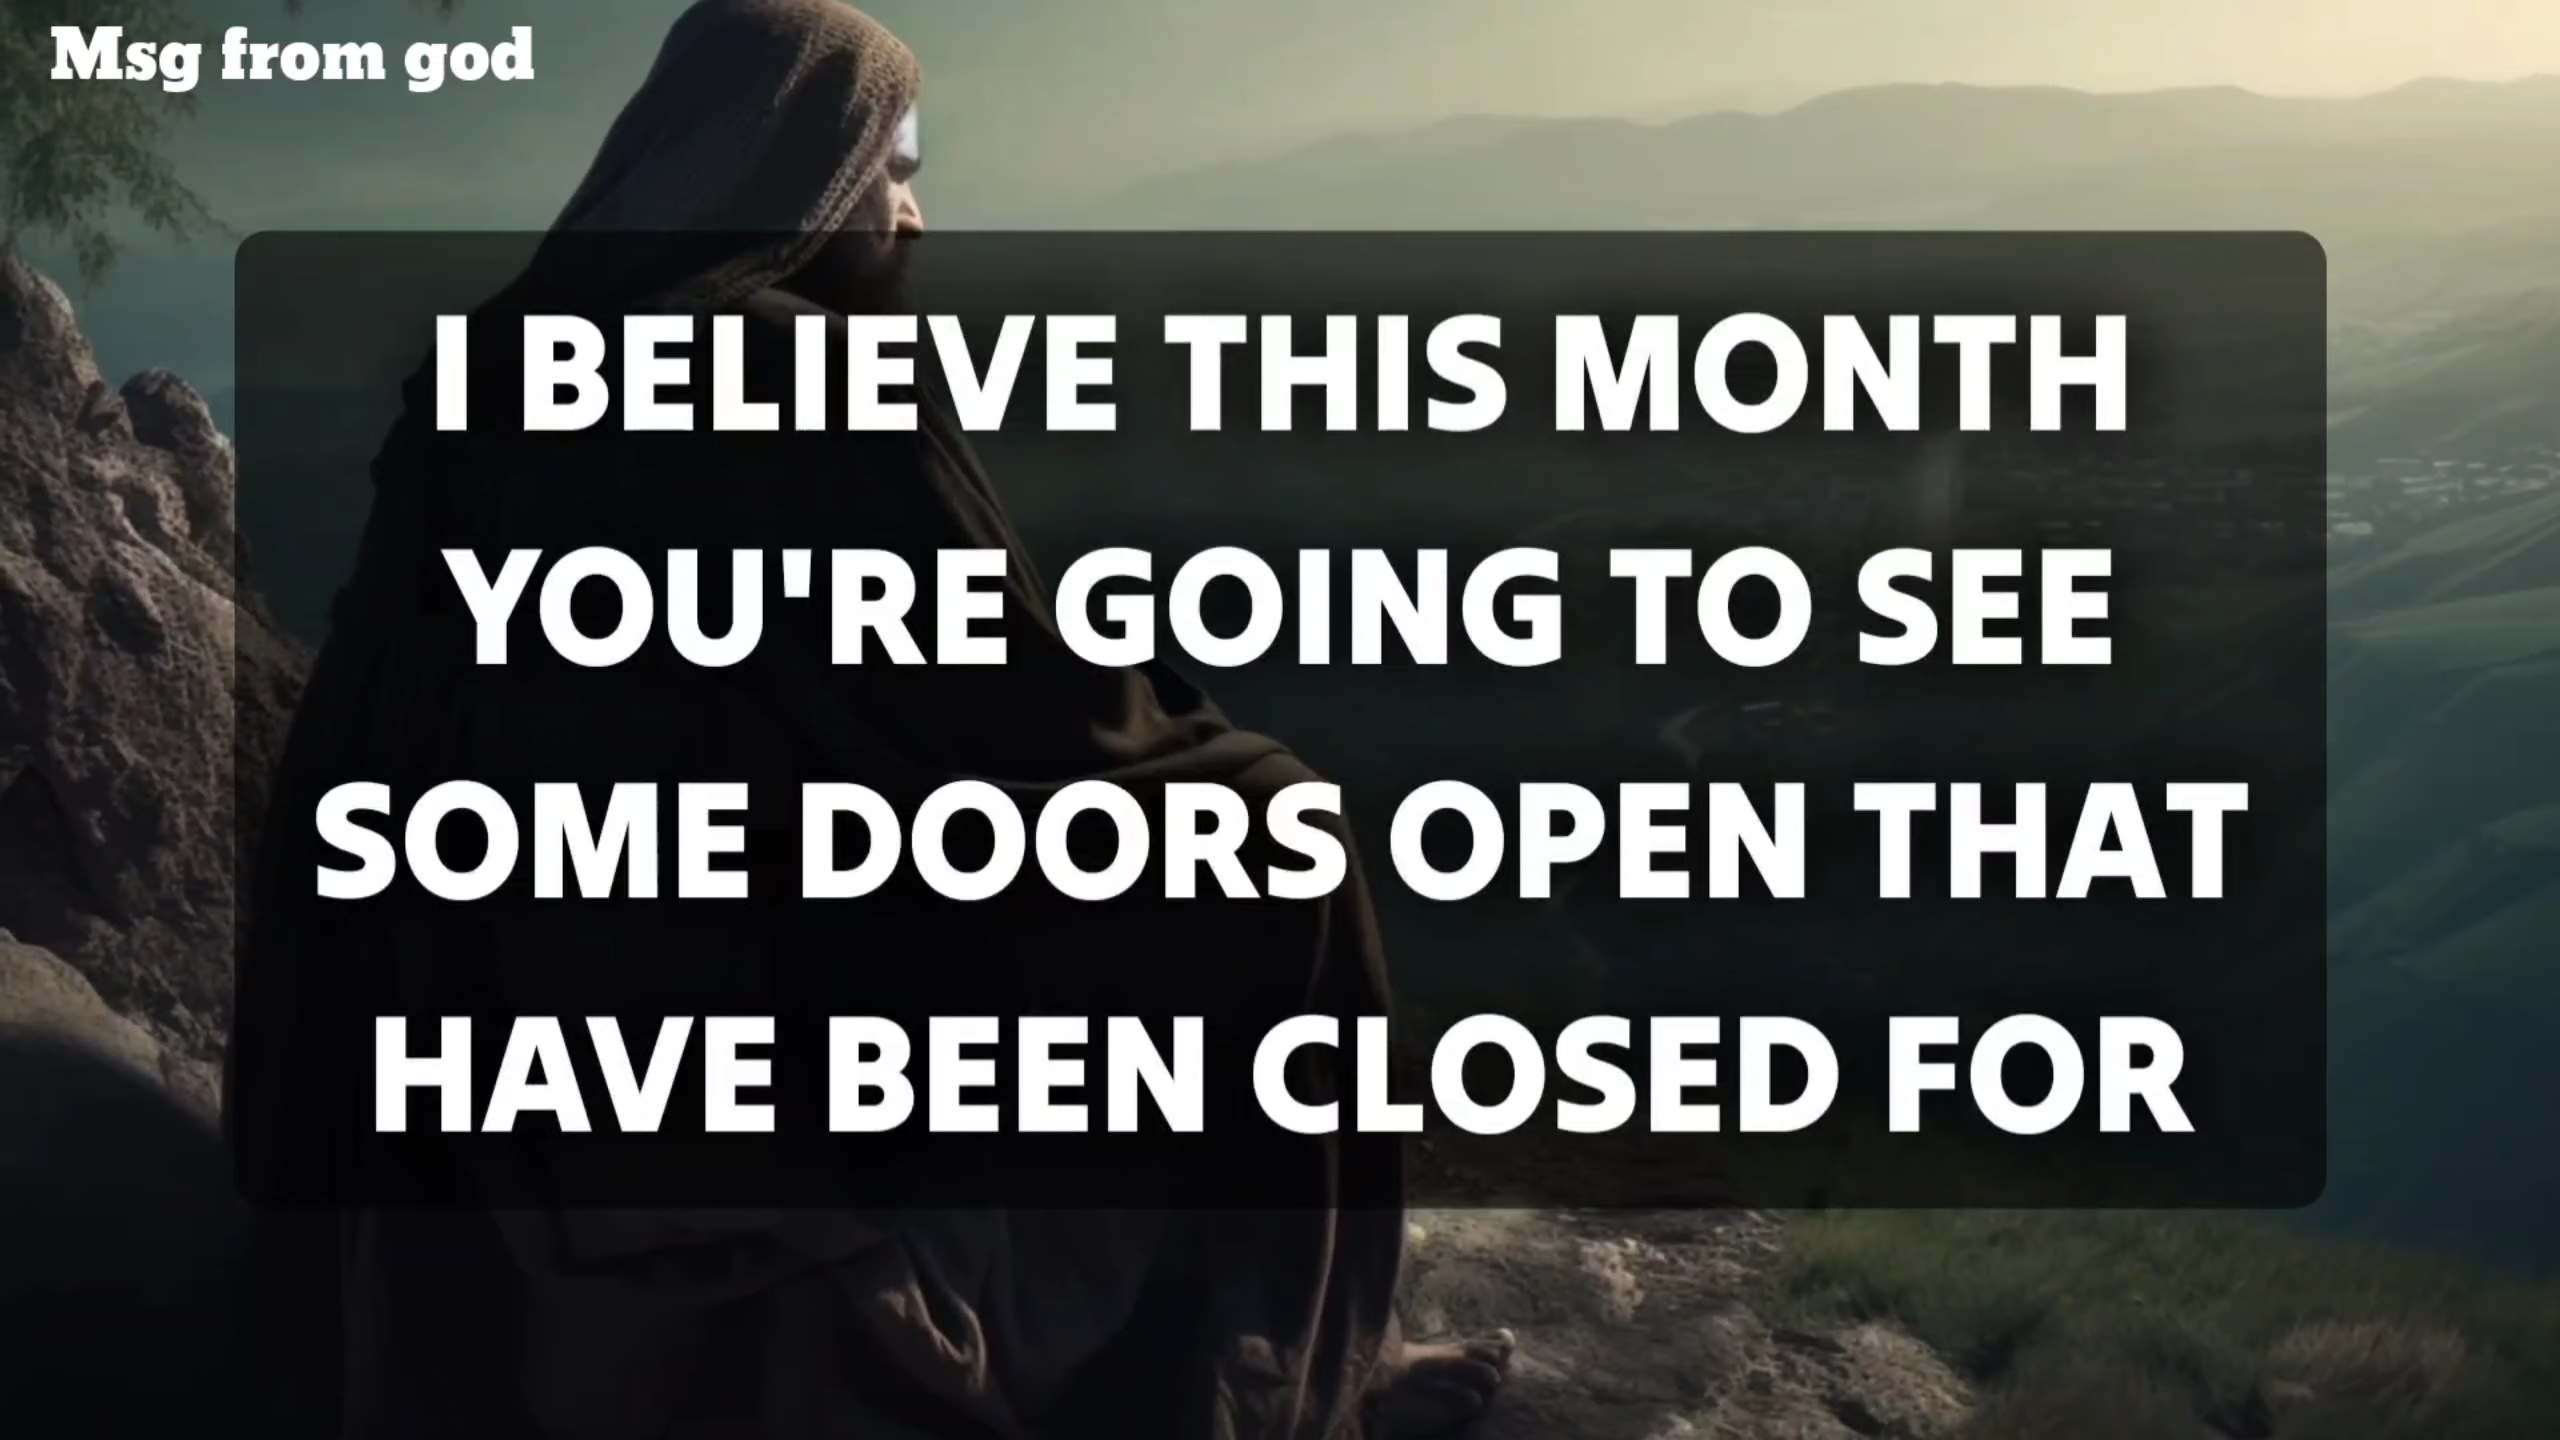 Msg from god
I BELIEVE THIS MONTH
YOU'RE GOING TO SEE
SOME DOORS OPEN THAT
HAVE BEEN CLOSED FOR